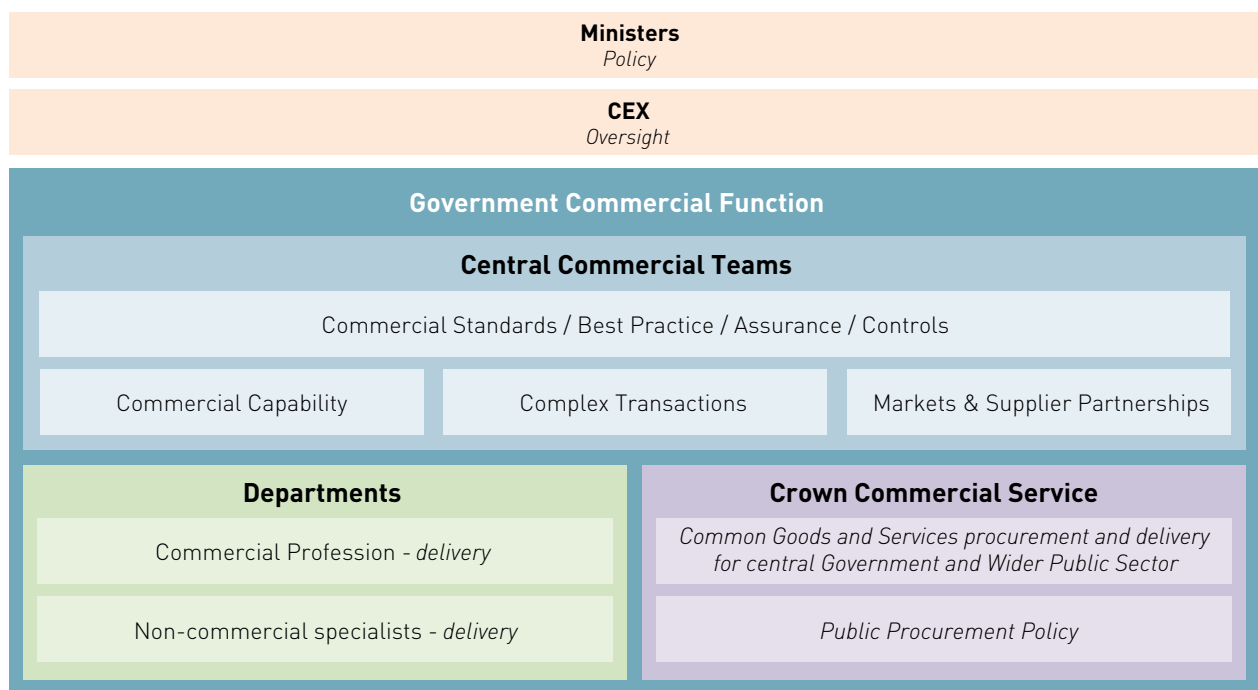 Ministers
Policy
CEX
Oversight
Government Commercial Function
Central Commercial Teams
Commercial Standards / Best Practice / Assurance / Controls
Commercial Capability
Complex Transactions
Markets & Supplier Partnerships
Departments
Commercial Profession - delivery
Non-commercial specialists - delivery
Crown Commercial Service
Common Goods and Services procurement and delivery
for central Government and Wider Public Sector
Public Procurement Policy